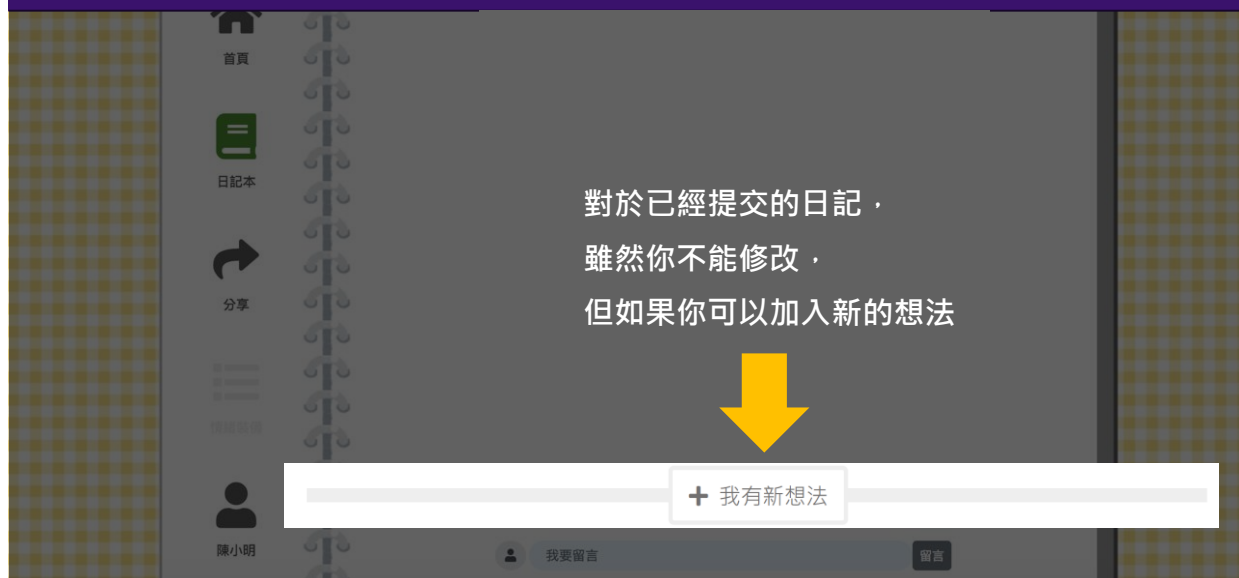 首頁
日記本
對於已經提交的日記，
雖然你不能修改，
但如果你可以加入新的想法
分享
+ 我有新想法
陳小明
我要留言
留言